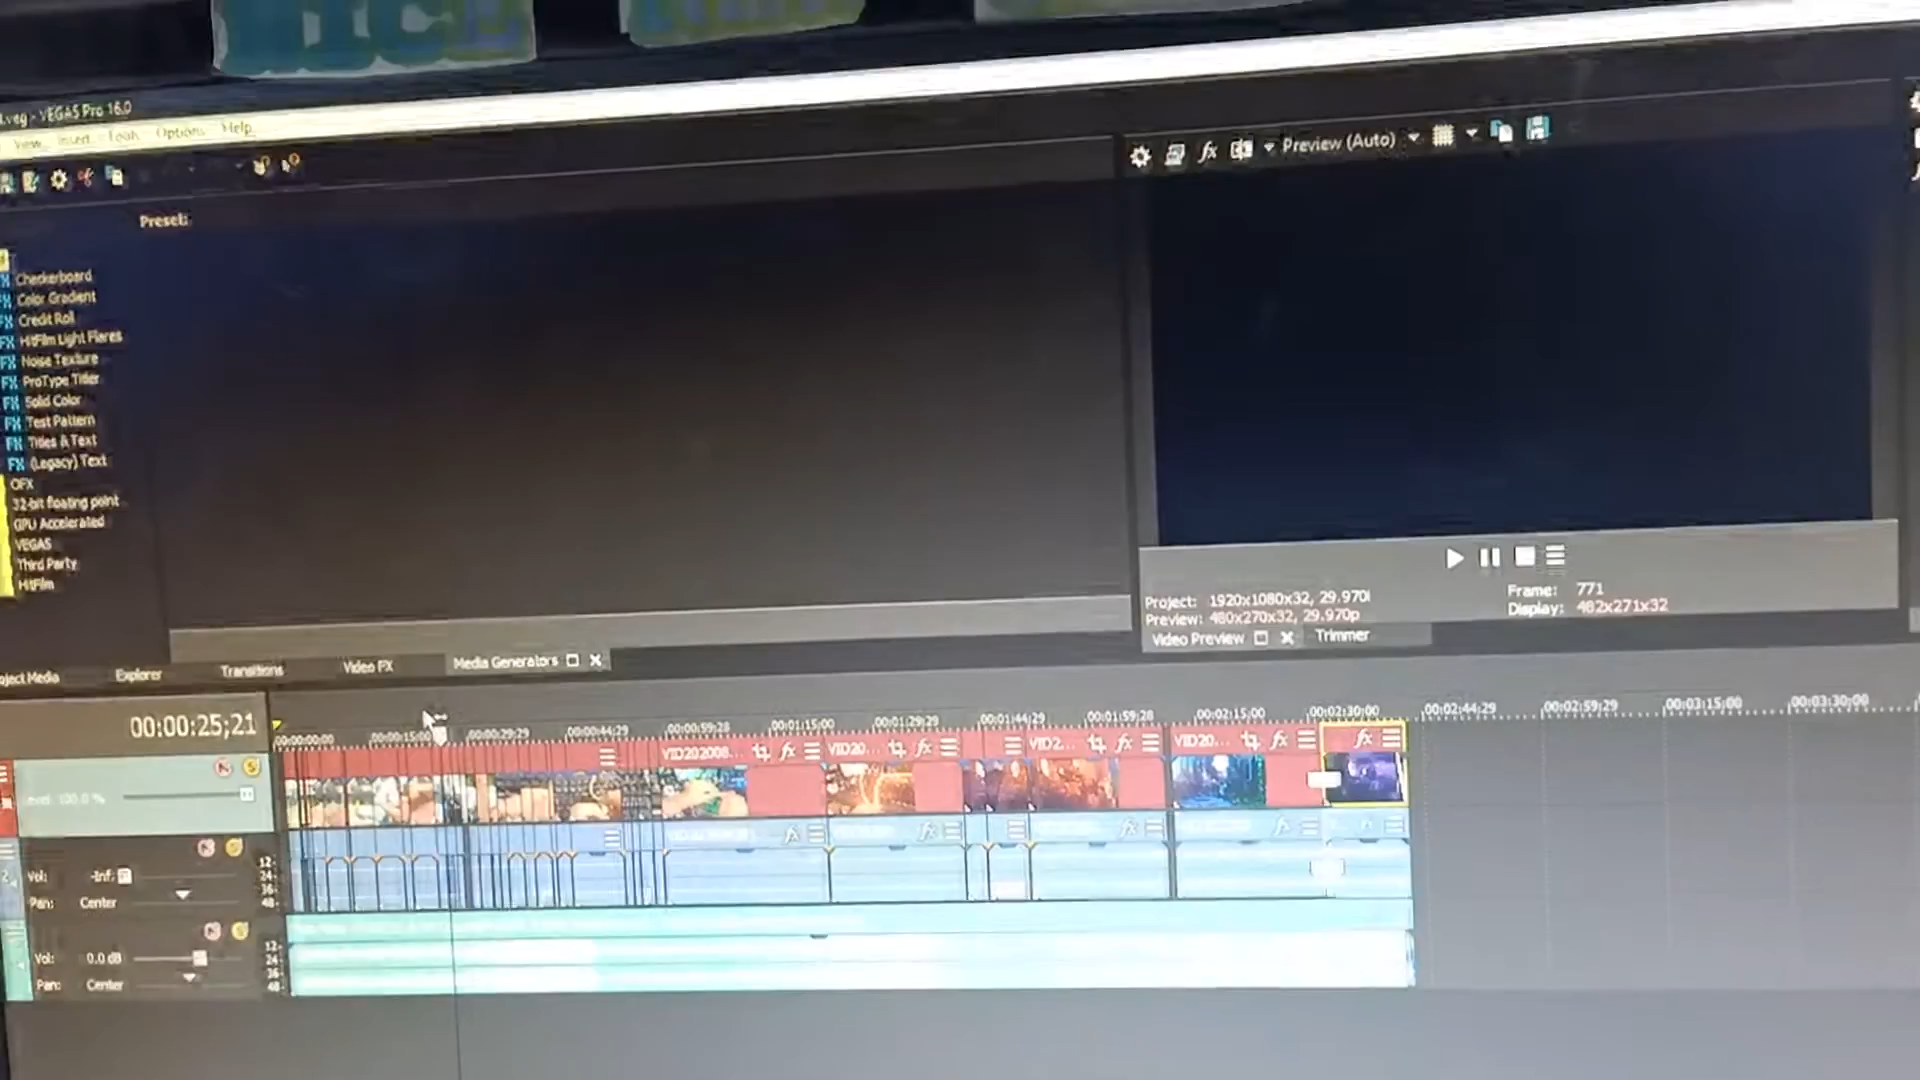 .veg - VEGAS Pro 16.0
View Insert Tools Options Help
Preview (Auto)
Preset:
Checkerboard
Color Gradient
Credit Roll
HitFilm Light Flares
Noise Texture
ProType Titler
Solid Color
Test Pattern
Titles & Text
(Legacy) Text
OFX
32-bit floating point
GPU Accelerated
VEGAS
Third Party
HitFilm
Project: 1920x1080x32, 29.970i
Frame: 771
Preview: 480x270x32, 29.970p
Display: 482x271x32
Video Preview
Trimmer
oject Media
Explorer
Transitions
Video FX
Media Generators
00:00:25;21
00:00:00;00
00:00:15;00
00:00:29;29
00:00:44;29
00:00:59;28
00:01:15;00
00:01:29;29
00:01:44;29
00:01:59;28
00:02:15;00
00:02:30;00
00:02:44;29
00:02:59;29
00:03:15;00
00:03:30;00
VID202008...
VID20...
VID2...
VID20...
Level: 100.0 %
Vol: -Inf.
Pan: Center
12-
24-
36-
48-
Vol: 0.0 dB
Pan: Center
12-
24-
36-
48-